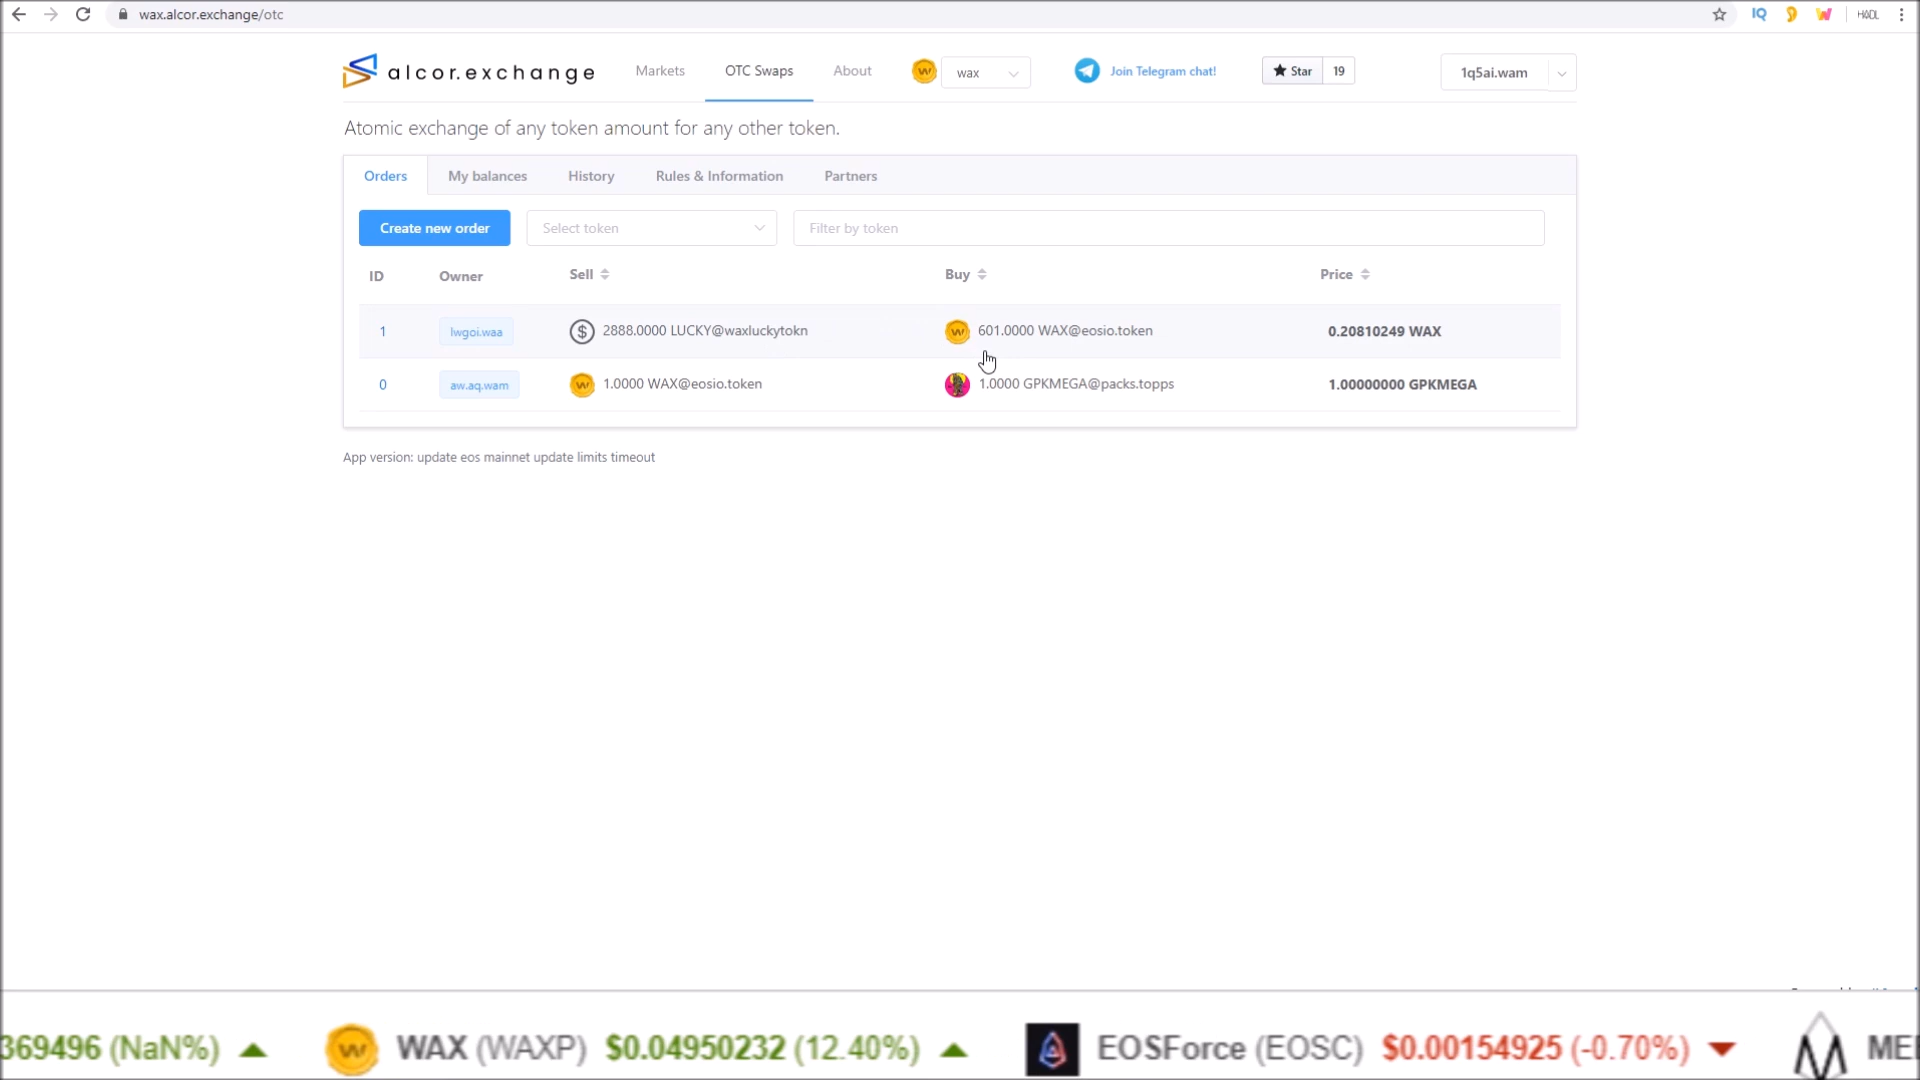 wax.alcor.exchange/otc
IQ
HADL
alcor.exchange
Markets
OTC Swaps
About
wax
Join Telegram chat!
Star
19
1q5ai.wam
Atomic exchange of any token amount for any other token.
Orders
My balances
History
Rules & Information
Partners
Create new order
Select token
Filter by token
ID
Owner
Sell
Buy
Price
1
lwgoi.waa
2888.0000 LUCKY@waxluckytokn
601.0000 WAX@eosio.token
0.20810249 WAX
0
aw.aq.wam
1.0000 WAX@eosio.token
1.0000 GPKMEGA@packs.topps
1.00000000 GPKMEGA
App version: update eos mainnet update limits timeout
369496 (NaN%)
WAX (WAXP) $0.04950232 (12.40%)
EOSForce (EOSC) $0.00154925 (-0.70%)